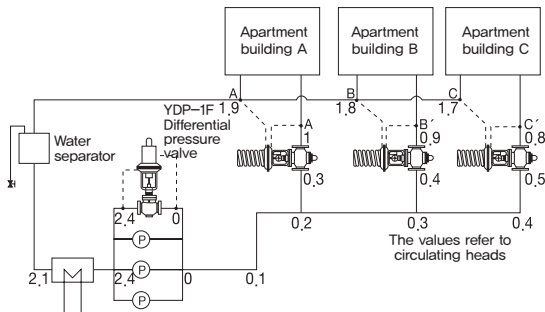 Apartment
building A
Apartment
building B
Apartment
building C
A
1.9
B
1.8
C
1.7
YDP-1F
Differential
pressure
valve
A
1
B´
0.9
C´
0.8
Water
separator
0.3
0.4
0.5
2.4
0
0.2
0.3
0.4
P
The values refer to
circulating heads
2.1
2.4
P
0
0.1
P